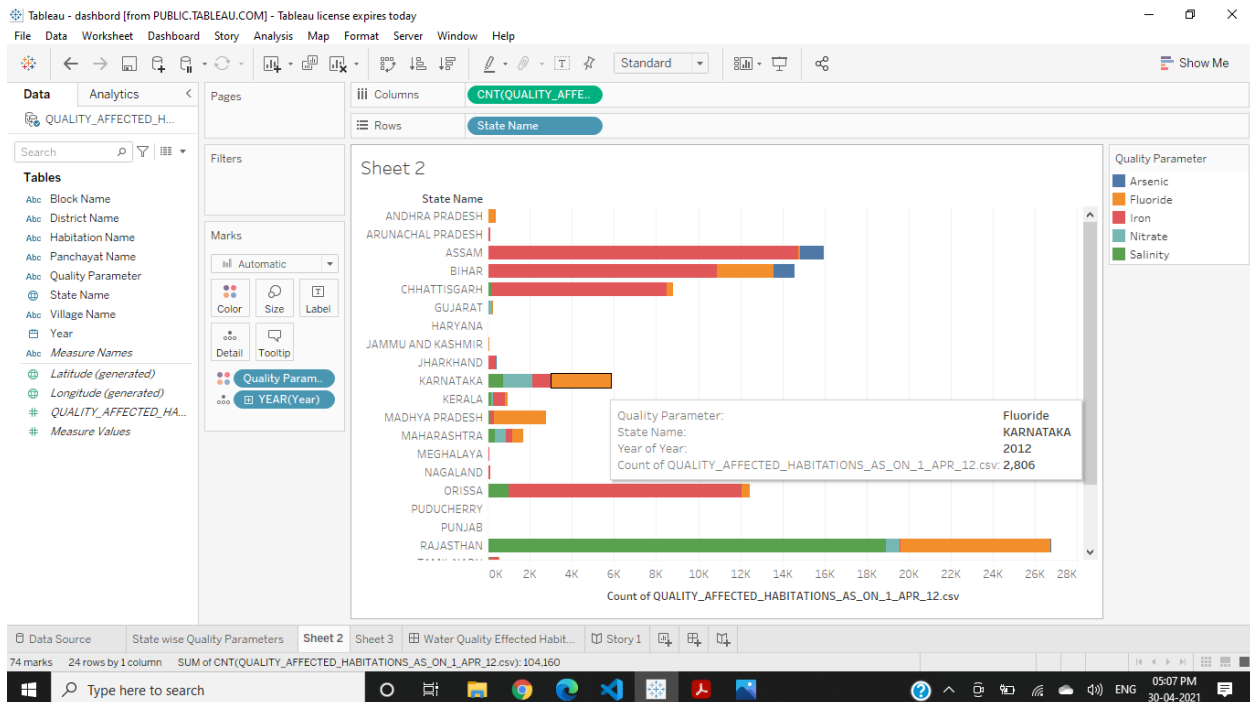 Tableau - dashbord [from PUBLIC.TABLEAU.COM] - Tableau license expires today
File Data Worksheet Dashboard Story Analysis Map Format Server Window Help
Standard
Show Me
Data Analytics
QUALITY_AFFECTED_H...
Search
Tables
Abc Block Name
Abc District Name
Abc Habitation Name
Abc Panchayat Name
Abc Quality Parameter
State Name
Abc Village Name
Year
Abc Measure Names
Latitude (generated)
Longitude (generated)
# QUALITY_AFFECTED_HA...
# Measure Values
Pages
Filters
Marks
Automatic
Color Size Label
Detail Tooltip
Quality Param..
YEAR(Year)
Columns
CNT(QUALITY_AFFE..
Rows
State Name
Sheet 2
State Name
ANDHRA PRADESH
ARUNACHAL PRADESH
ASSAM
BIHAR
CHHATTISGARH
GUJARAT
HARYANA
JAMMU AND KASHMIR
JHARKHAND
KARNATAKA
KERALA
MADHYA PRADESH
MAHARASHTRA
MEGHALAYA
NAGALAND
ORISSA
PUDUCHERRY
PUNJAB
RAJASTHAN
TAMIL NADU
Quality Parameter: Fluoride
State Name: KARNATAKA
Year of Year: 2012
Count of QUALITY_AFFECTED_HABITATIONS_AS_ON_1_APR_12.csv: 2,806
0K 2K 4K 6K 8K 10K 12K 14K 16K 18K 20K 22K 24K 26K 28K
Count of QUALITY_AFFECTED_HABITATIONS_AS_ON_1_APR_12.csv
Quality Parameter
Arsenic
Fluoride
Iron
Nitrate
Salinity
Data Source State wise Quality Parameters Sheet 2 Sheet 3 Water Quality Effected Habit... Story 1
74 marks 24 rows by 1 column SUM of CNT(QUALITY_AFFECTED_HABITATIONS_AS_ON_1_APR_12.csv): 104,160
Type here to search
ENG
05:07 PM
30-04-2021